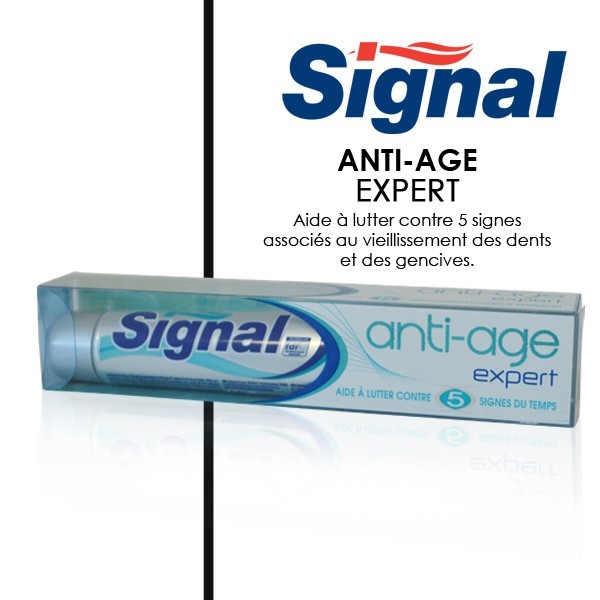 Signal
ANTI-AGE
EXPERT
Aide à lutter contre 5 signes
associés au vieillissement des dents
et des gencives.
Signal
anti-age
expert
AIDE À LUTTER CONTRE 5 SIGNES DU TEMPS